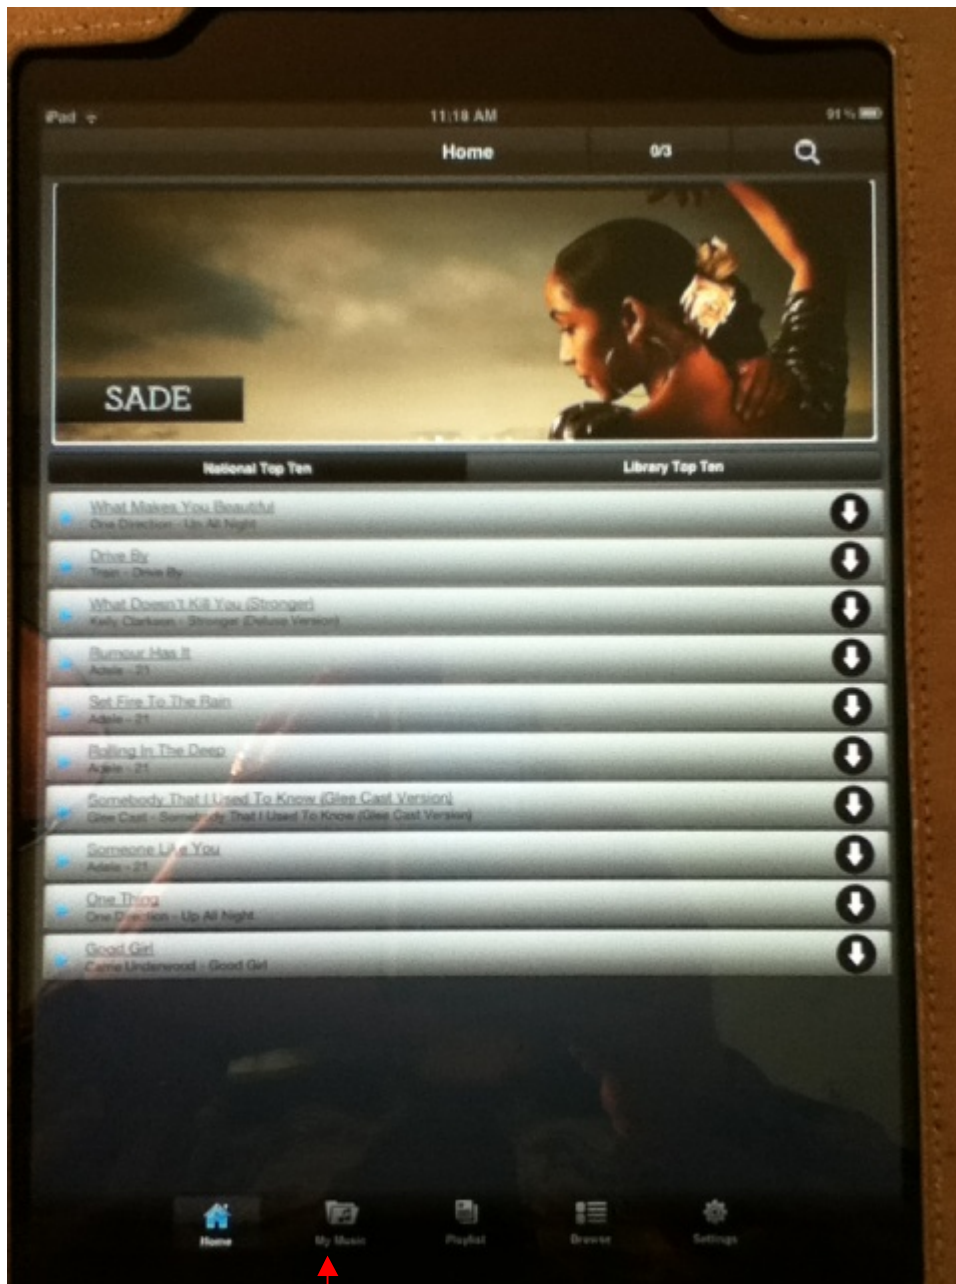 iPad 11:18 AM 91%
Home 0/3
SADE
National Top Ten Library Top Ten
What Makes You Beautiful
One Direction - Up All Night
Drive By
Train - Drive By
What Doesn't Kill You (Stronger)
Kelly Clarkson - Stronger (Deluxe Version)
Rumour Has It
Adele - 21
Set Fire To The Rain
Adele - 21
Rolling In The Deep
Adele - 21
Somebody That I Used To Know (Glee Cast Version)
Glee Cast - Somebody That I Used To Know (Glee Cast Version)
Someone Like You
Adele - 21
One Thing
One Direction - Up All Night
Good Girl
Carrie Underwood - Good Girl
Home My Music Playlist Browse Settings